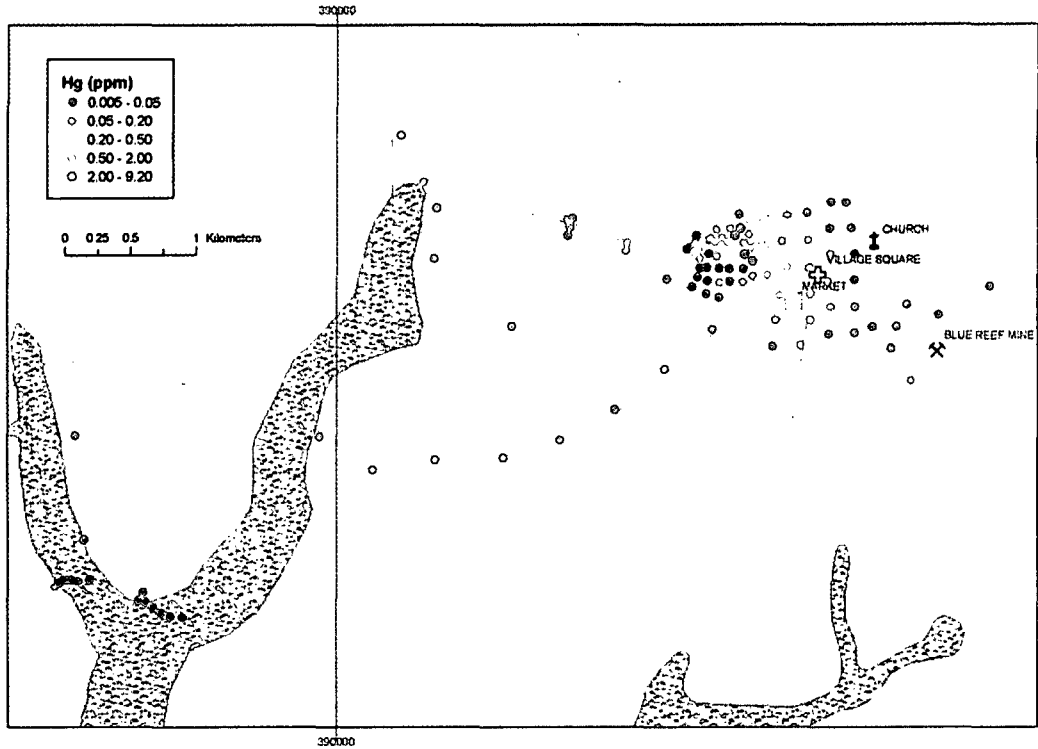 390000
Hg (ppm)
0.005 - 0.05
0.05 - 0.20
0.20 - 0.50
0.50 - 2.00
2.00 - 9.20
0 0.25 0.5 1 Kilometers
CHURCH
VILLAGE SQUARE
MARKET
BLUE REEF MINE
390000